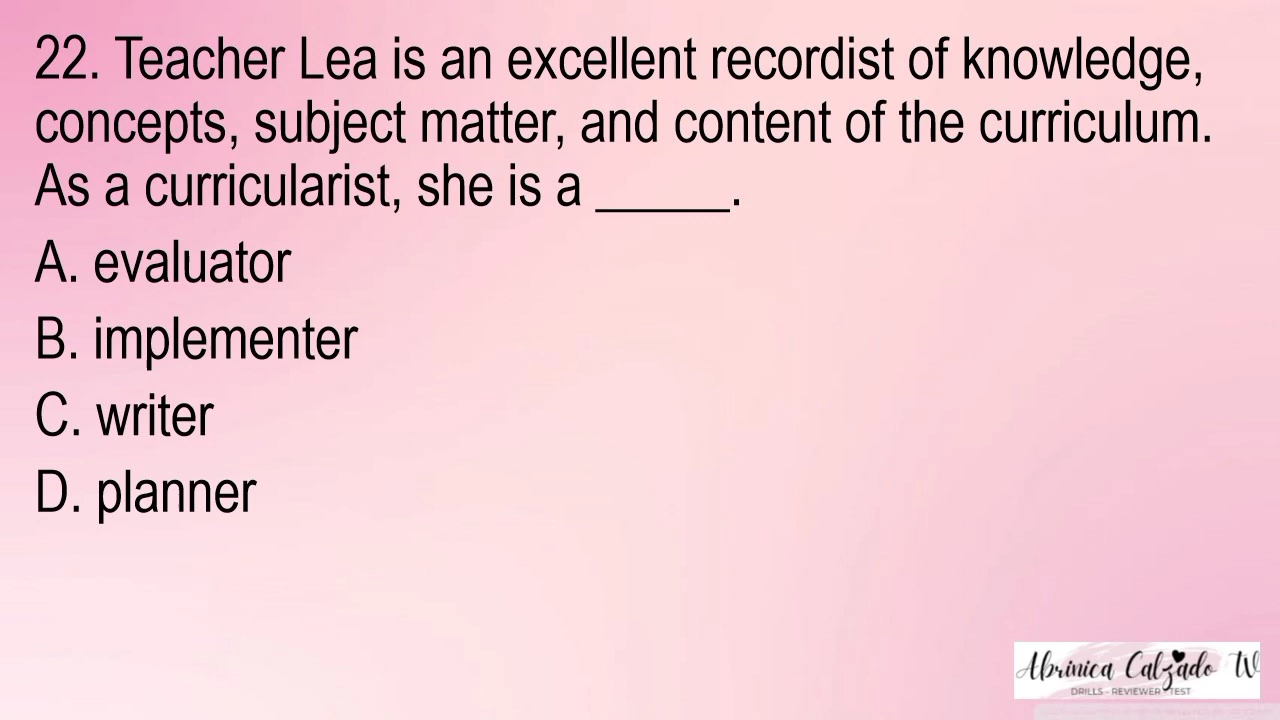 22. Teacher Lea is an excellent recordist of knowledge,
concepts, subject matter, and content of the curriculum.
As a curricularist, she is a _____.
A. evaluator
B. implementer
C. writer
D. planner
Abrinica Calzado TV
DRILLS - REVIEWER - TEST